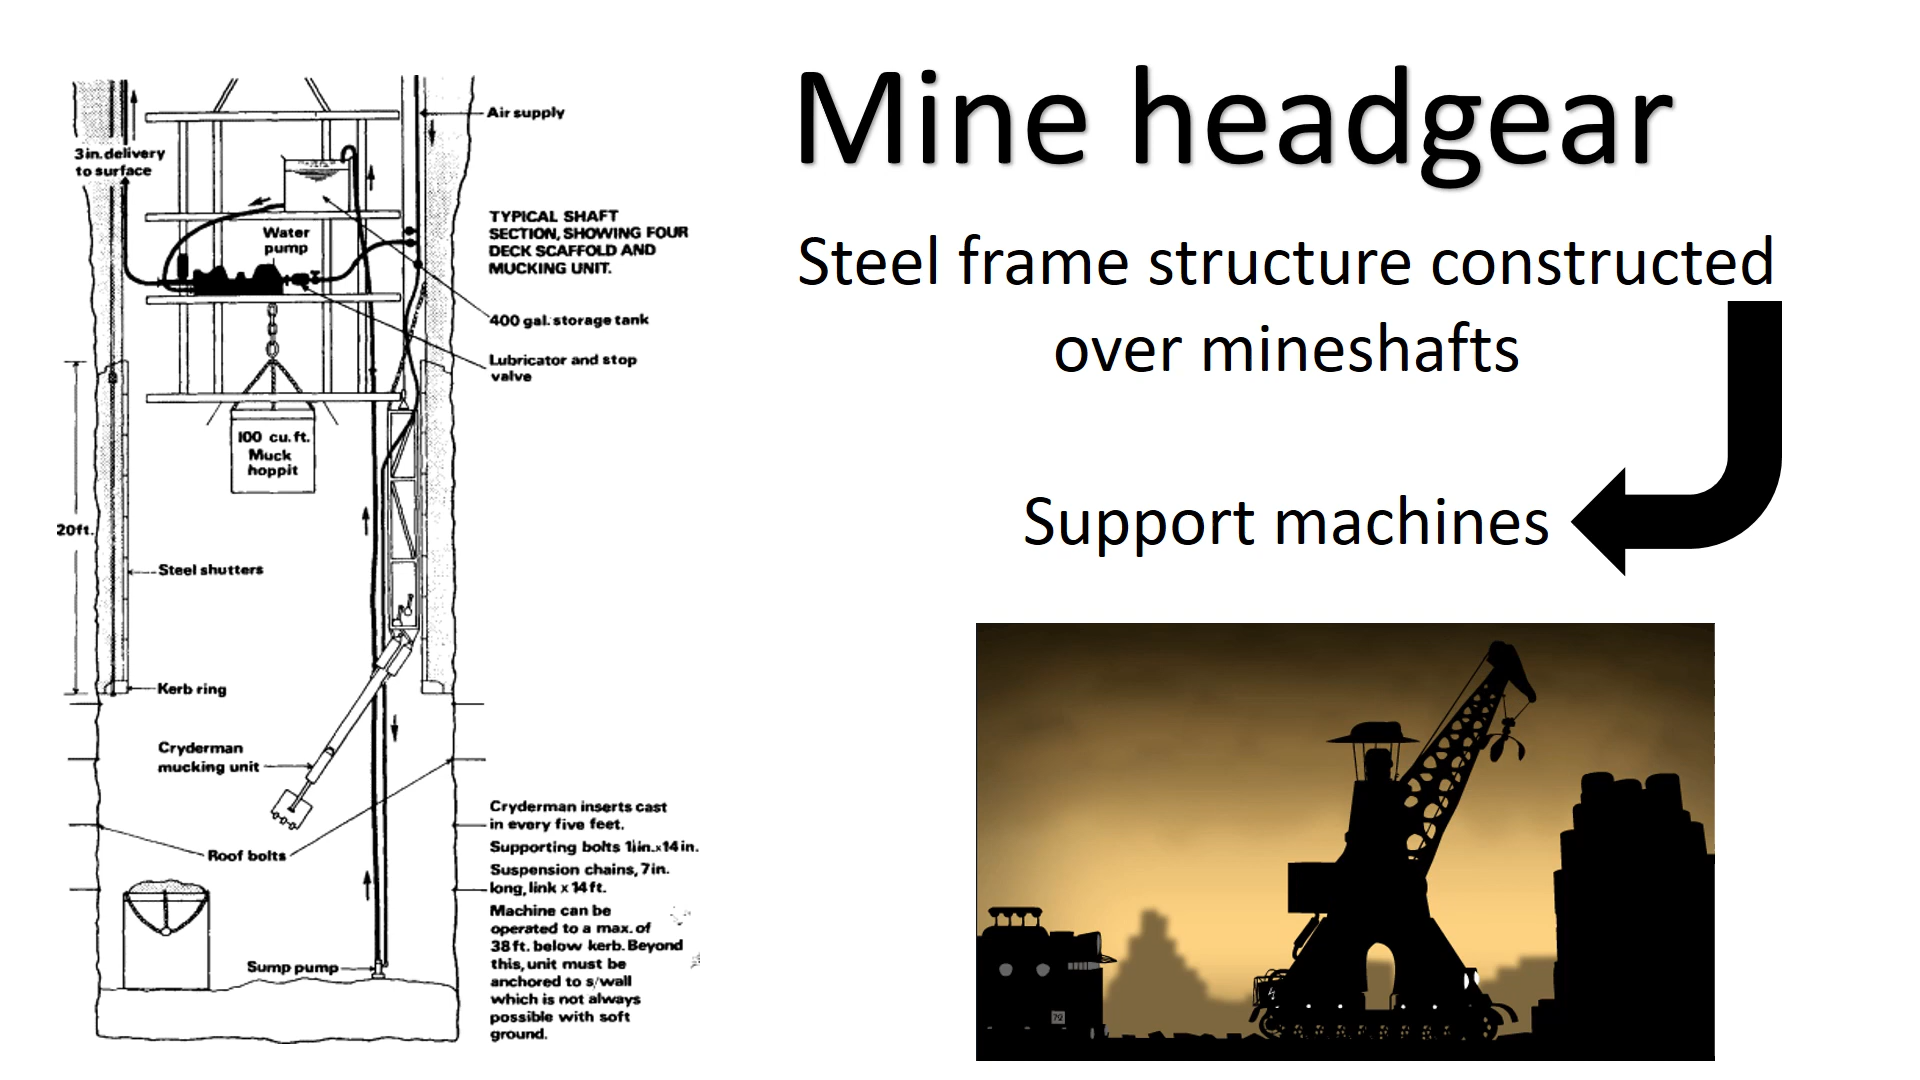 Mine headgear
Steel frame structure constructed
over mineshafts
Support machines
Air supply
3in. delivery
to surface
TYPICAL SHAFT
SECTION, SHOWING FOUR
DECK SCAFFOLD AND
MUCKING UNIT.
Water
pump
400 gal. storage tank
Lubricator and stop
valve
100 cu. ft.
Muck
hoppit
20ft.
Steel shutters
Kerb ring
Cryderman
mucking unit
Roof bolts
Sump pump
Cryderman inserts cast
in every five feet.
Supporting bolts x 14in.
Suspension chains, 7in.
long, link x 14ft.
Machine can be
operated to a max. of
38ft. below kerb. Beyond
this, unit must be
anchored to s/wall
which is not always
possible with soft
ground.